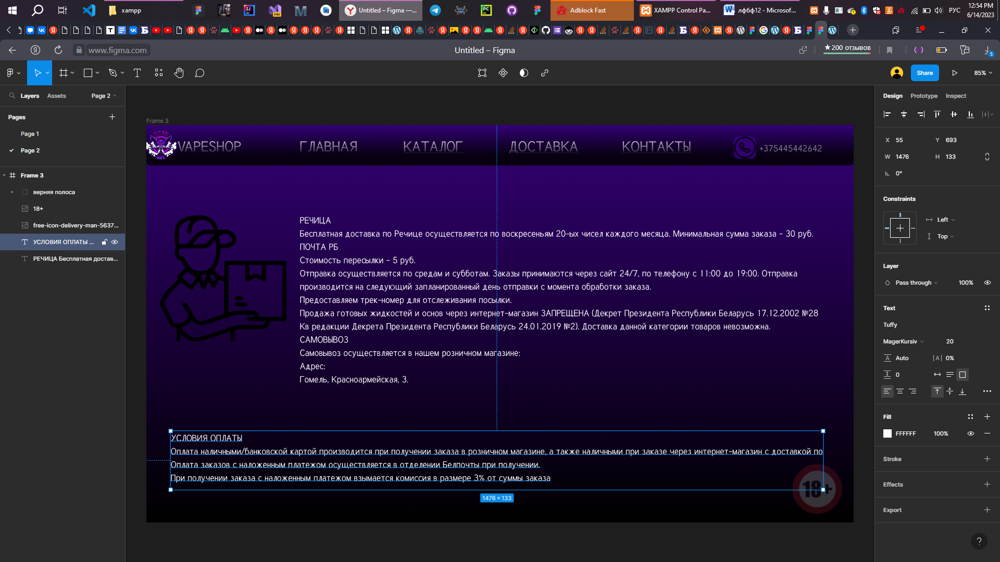 xampp
Untitled – Figma —...
Adblock Fast
XAMPP Control Pa...
лфбф12 - Microsof...
РУС
12:54 PM
6/14/2023
www.figma.com
Untitled – Figma
★ 200 отзывов
5
Share
85%
Layers
Assets
Page 2
Pages
Page 1
Page 2
Frame 3
верняя полоса
18+
free-icon-delivery-man-5637...
УСЛОВИЯ ОПЛАТЫ ...
РЕЧИЦА Бесплатная достав...
Frame 3
VAPESHOP
ГЛАВНАЯ
КАТАЛОГ
ДОСТАВКА
КОНТАКТЫ
+375445442642
РЕЧИЦА
Бесплатная доставка по Речице осуществляется по воскресеньям 20-ых чисел каждого месяца. Минимальная сумма заказа - 30 руб.
ПОЧТА РБ
Стоимость пересылки - 5 руб.
Отправка осуществляется по средам и субботам. Заказы принимаются через сайт 24/7, по телефону с 11:00 до 19:00. Отправка
производится на следующий запланированный день отправки с момента обработки заказа.
Предоставляем трек-номер для отслеживания посылки.
Продажа готовых жидкостей и основ через интернет-магазин ЗАПРЕЩЕНА (Декрет Президента Республики Беларусь 17.12.2002 №28
Кв редакции Декрета Президента Республики Беларусь 24.01.2019 №2). Доставка данной категории товаров невозможна.
САМОВЫВОЗ
Самовывоз осуществляется в нашем розничном магазине:
Адрес:
Гомель, Красноармейская, 3.
УСЛОВИЯ ОПЛАТЫ
Оплата наличными/банковской картой производится при получении заказа в розничном магазине, а также наличными при заказе через интернет-магазин с доставкой по
Оплата заказов с наложенным платежом осуществляется в отделении Белпочты при получении.
При получении заказа с наложенным платежом взымается комиссия в размере 3% от суммы заказа
18+
1476 × 133
Design
Prototype
Inspect
X 55
Y 693
W 1476
H 133
0°
Constraints
Left
Top
Layer
Pass through
100%
Text
Tuffy
MagerKursiv
20
Auto
0%
0
Fill
FFFFFF
100%
Stroke
Effects
Export
?